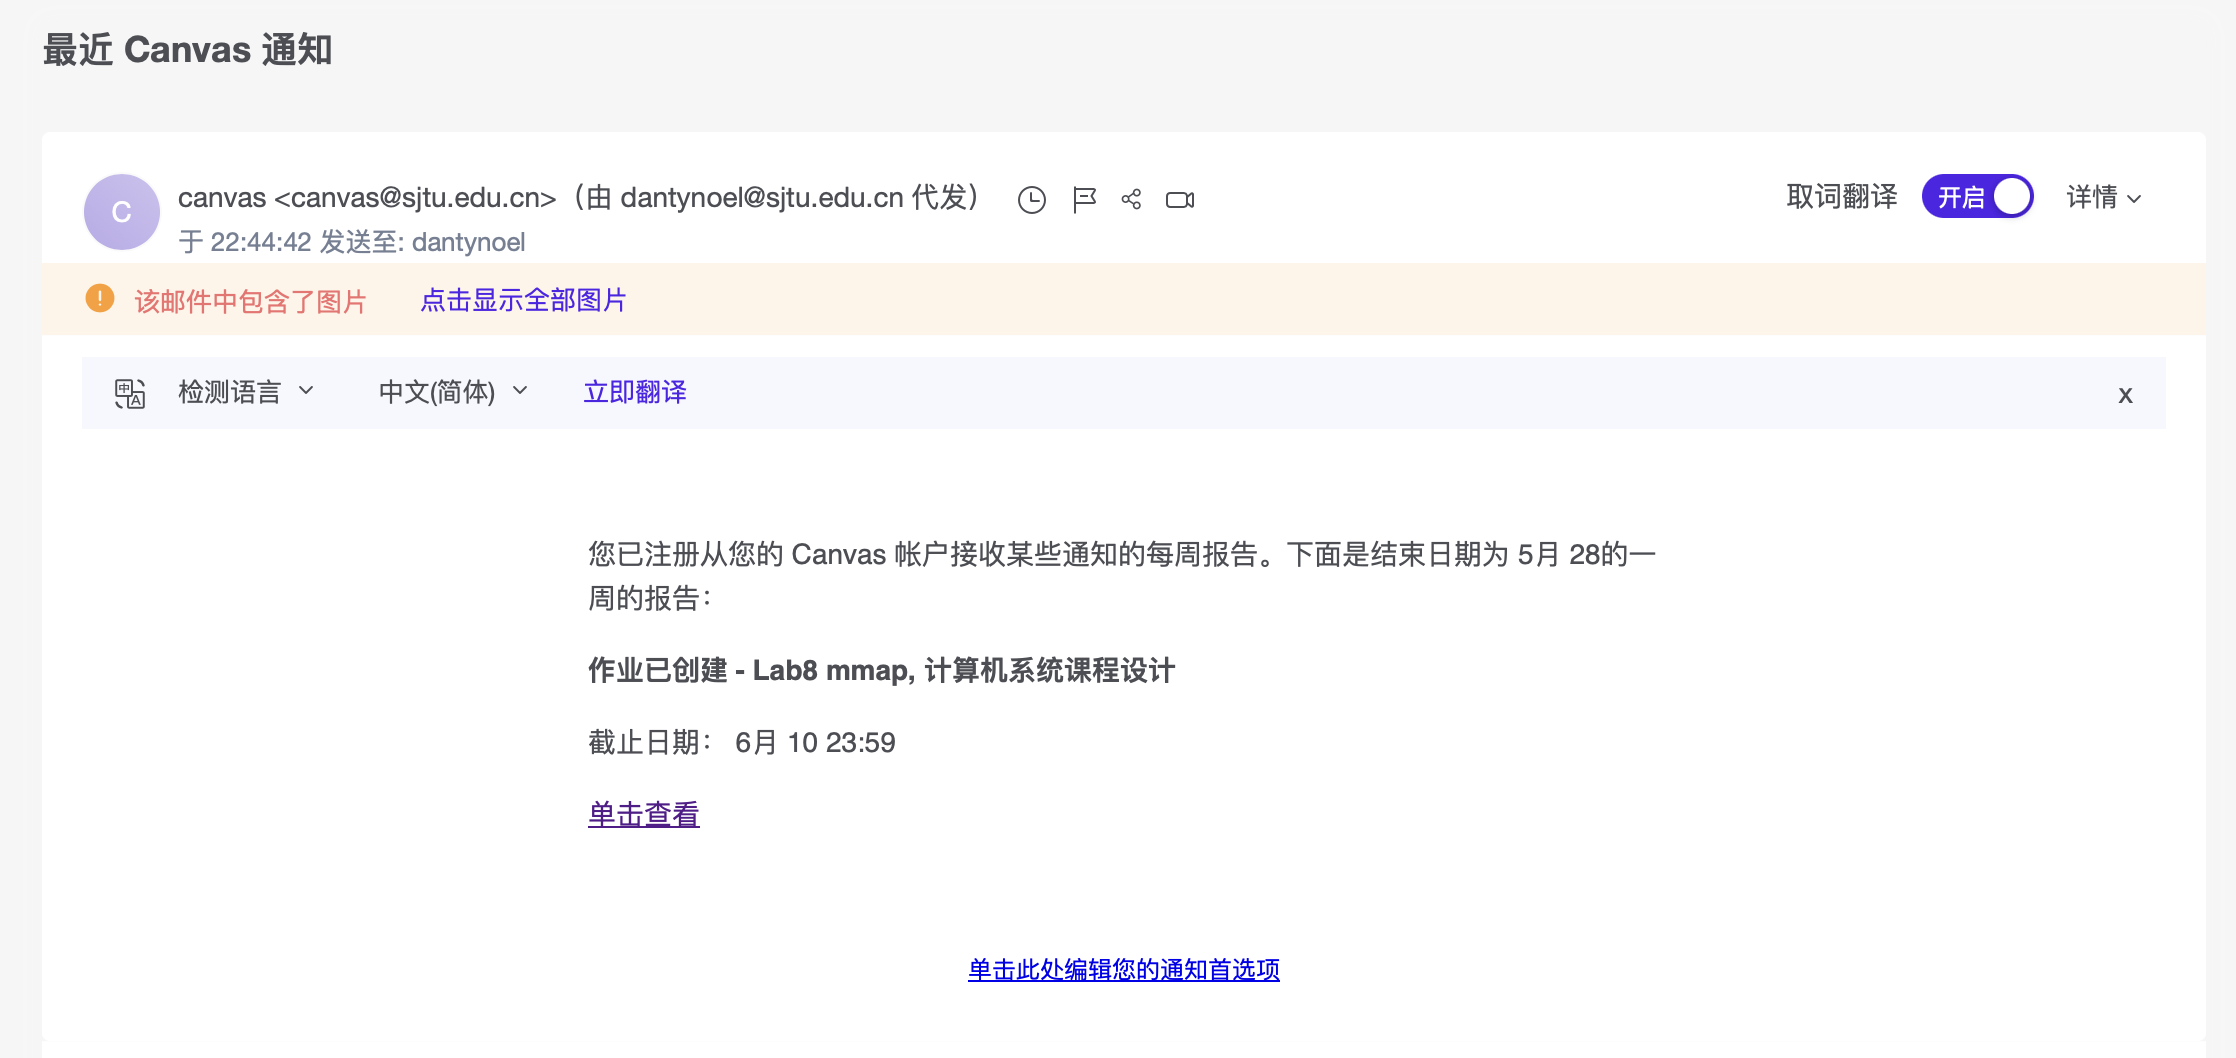 最近 Canvas 通知
C
canvas <canvas@sjtu.edu.cn>（由 dantynoel@sjtu.edu.cn 代发）
取词翻译 开启 详情
于 22:44:42 发送至: dantynoel
! 该邮件中包含了图片 点击显示全部图片
中A 检测语言 中文(简体) 立即翻译 x
您已注册从您的 Canvas 帐户接收某些通知的每周报告。下面是结束日期为 5月 28的一
周的报告：
作业已创建 - Lab8 mmap, 计算机系统课程设计
截止日期： 6月 10 23:59
单击查看
单击此处编辑您的通知首选项